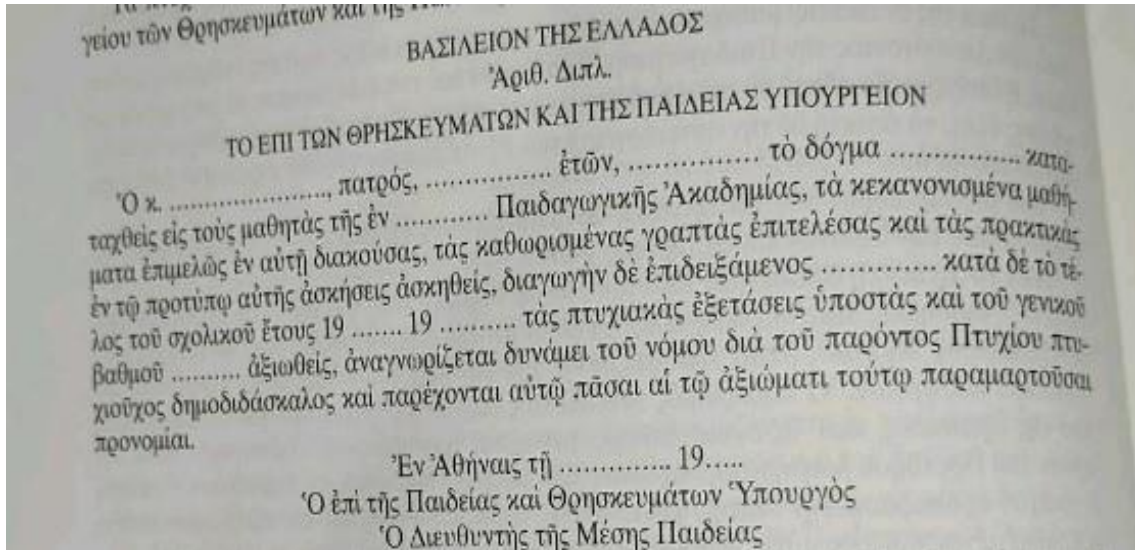 γείου τῶν Θρησκευμάτων καὶ τῆς
ΒΑΣΙΛΕΙΟΝ ΤΗΣ ΕΛΛΑΔΟΣ
Ἀριθ. Διπλ.
ΤΟ ΕΠΙ ΤΩΝ ΘΡΗΣΚΕΥΜΑΤΩΝ ΚΑΙ ΤΗΣ ΠΑΙΔΕΙΑΣ ΥΠΟΥΡΓΕΙΟΝ
Ὁ κ. ......................, πατρός, ................. ἐτῶν, ................. τὸ δόγμα ................. κατα-
ταχθεὶς εἰς τοὺς μαθητὰς τῆς ἐν ............ Παιδαγωγικῆς Ἀκαδημίας, τὰ κεκανονισμένα μαθή-
ματα ἐπιμελῶς ἐν αὐτῇ διακούσας, τὰς καθωρισμένας γραπτὰς ἐπιτελέσας καὶ τὰς πρακτικὰς
ἐν τῷ προτύπῳ αὐτῆς ἀσκήσεις ἀσκηθείς, διαγωγὴν δὲ ἐπιδειξάμενος ............. κατὰ δὲ τὸ τέ-
λος τοῦ σχολικοῦ ἔτους 19 ....... 19 .......... τὰς πτυχιακὰς ἐξετάσεις ὑποστὰς καὶ τοῦ γενικοῦ
βαθμοῦ .......... ἀξιωθείς, ἀναγνωρίζεται δυνάμει τοῦ νόμου διὰ τοῦ παρόντος Πτυχίου πτυ-
χιοῦχος δημοδιδάσκαλος καὶ παρέχονται αὐτῷ πᾶσαι αἱ τῷ ἀξιώματι τούτῳ παραμαρτοῦσαι
προνομίαι.
Ἐν Ἀθήναις τῇ .............. 19.....
Ὁ ἐπὶ τῆς Παιδείας καὶ Θρησκευμάτων Ὑπουργὸς
Ὁ Διευθυντὴς τῆς Μέσης Παιδείας